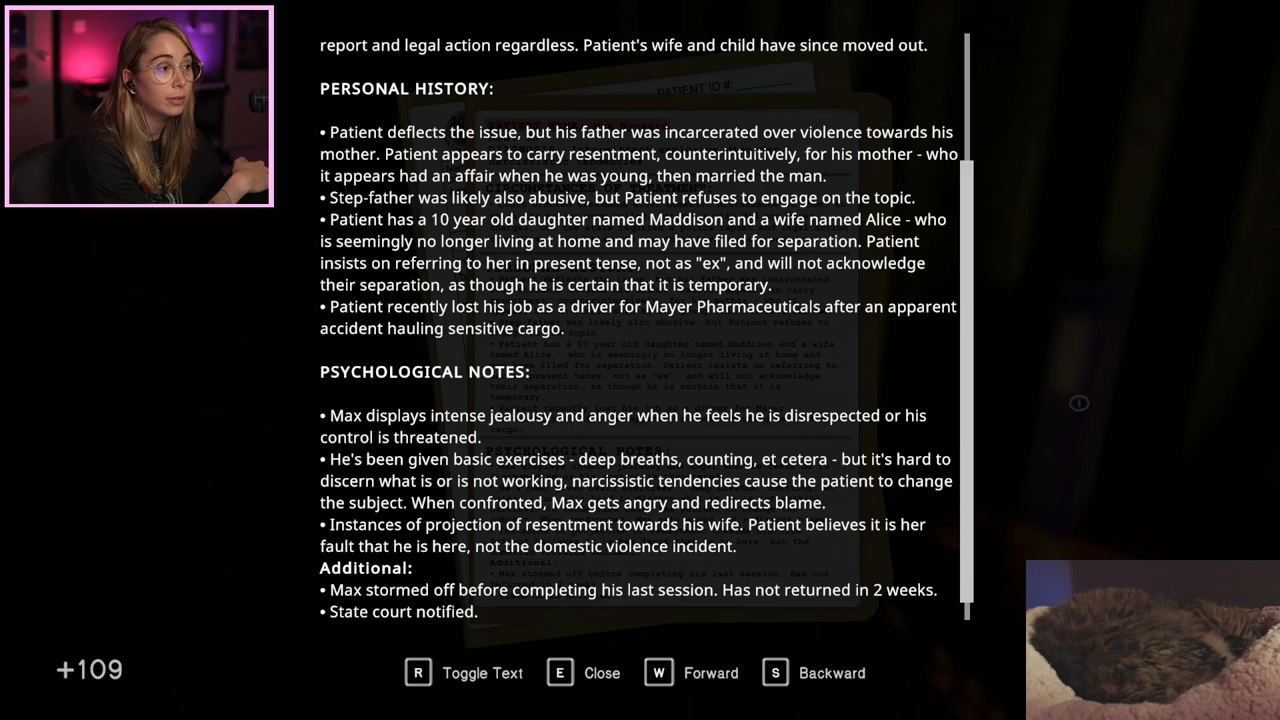 report and legal action regardless. Patient's wife and child have since moved out.
PATIENT ID #:
PERSONAL HISTORY:
• Patient deflects the issue, but his father was incarcerated over violence towards his
mother. Patient appears to carry resentment, counterintuitively, for his mother - who
it appears had an affair when he was young, then married the man.
• Step-father was likely also abusive, but Patient refuses to engage on the topic.
• Patient has a 10 year old daughter named Maddison and a wife named Alice - who
is seemingly no longer living at home and may have filed for separation. Patient
insists on referring to her in present tense, not as "ex", and will not acknowledge
their separation, as though he is certain that it is temporary.
• Patient recently lost his job as a driver for Mayer Pharmaceuticals after an apparent
accident hauling sensitive cargo.
PSYCHOLOGICAL NOTES:
• Max displays intense jealousy and anger when he feels he is disrespected or his
control is threatened.
• He's been given basic exercises - deep breaths, counting, et cetera - but it's hard to
discern what is or is not working, narcissistic tendencies cause the patient to change
the subject. When confronted, Max gets angry and redirects blame.
• Instances of projection of resentment towards his wife. Patient believes it is her
fault that he is here, not the domestic violence incident.
Additional:
• Max stormed off before completing his last session. Has not returned in 2 weeks.
• State court notified.
+109
R Toggle Text E Close W Forward S Backward